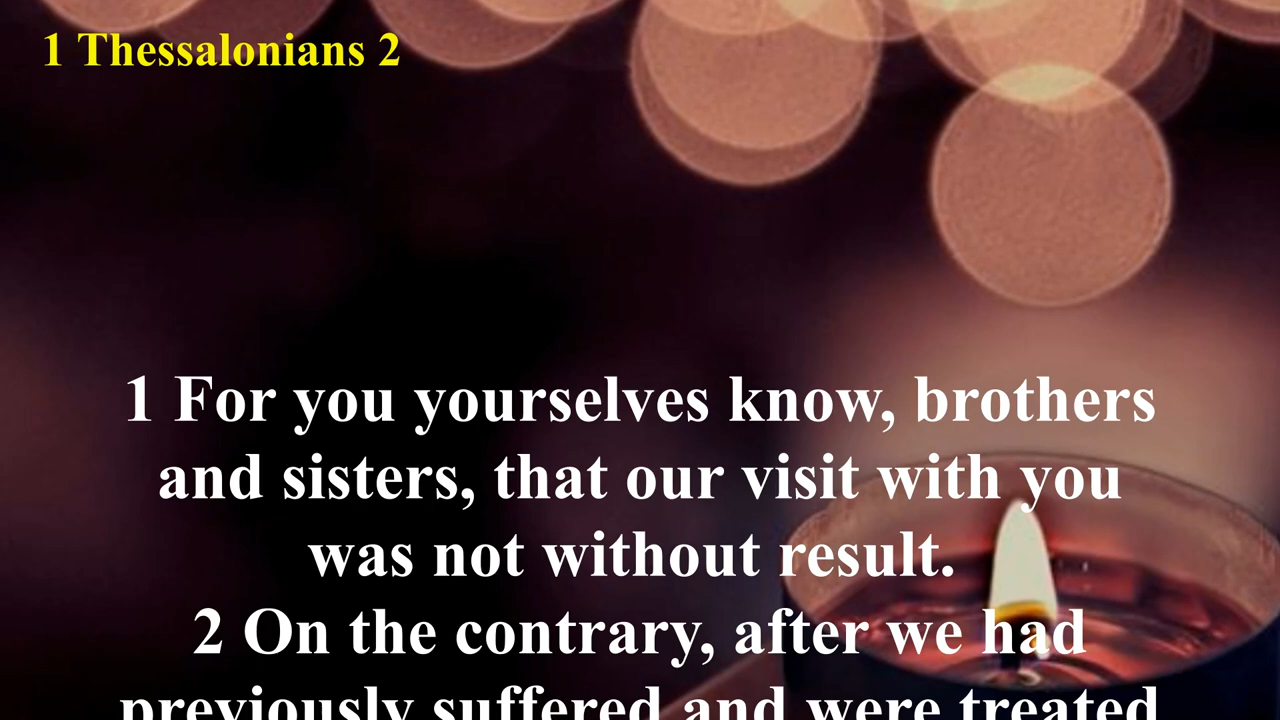 1 Thessalonians 2
1 For you yourselves know, brothers
and sisters, that our visit with you
was not without result.
2 On the contrary, after we had
previously suffered and were treated